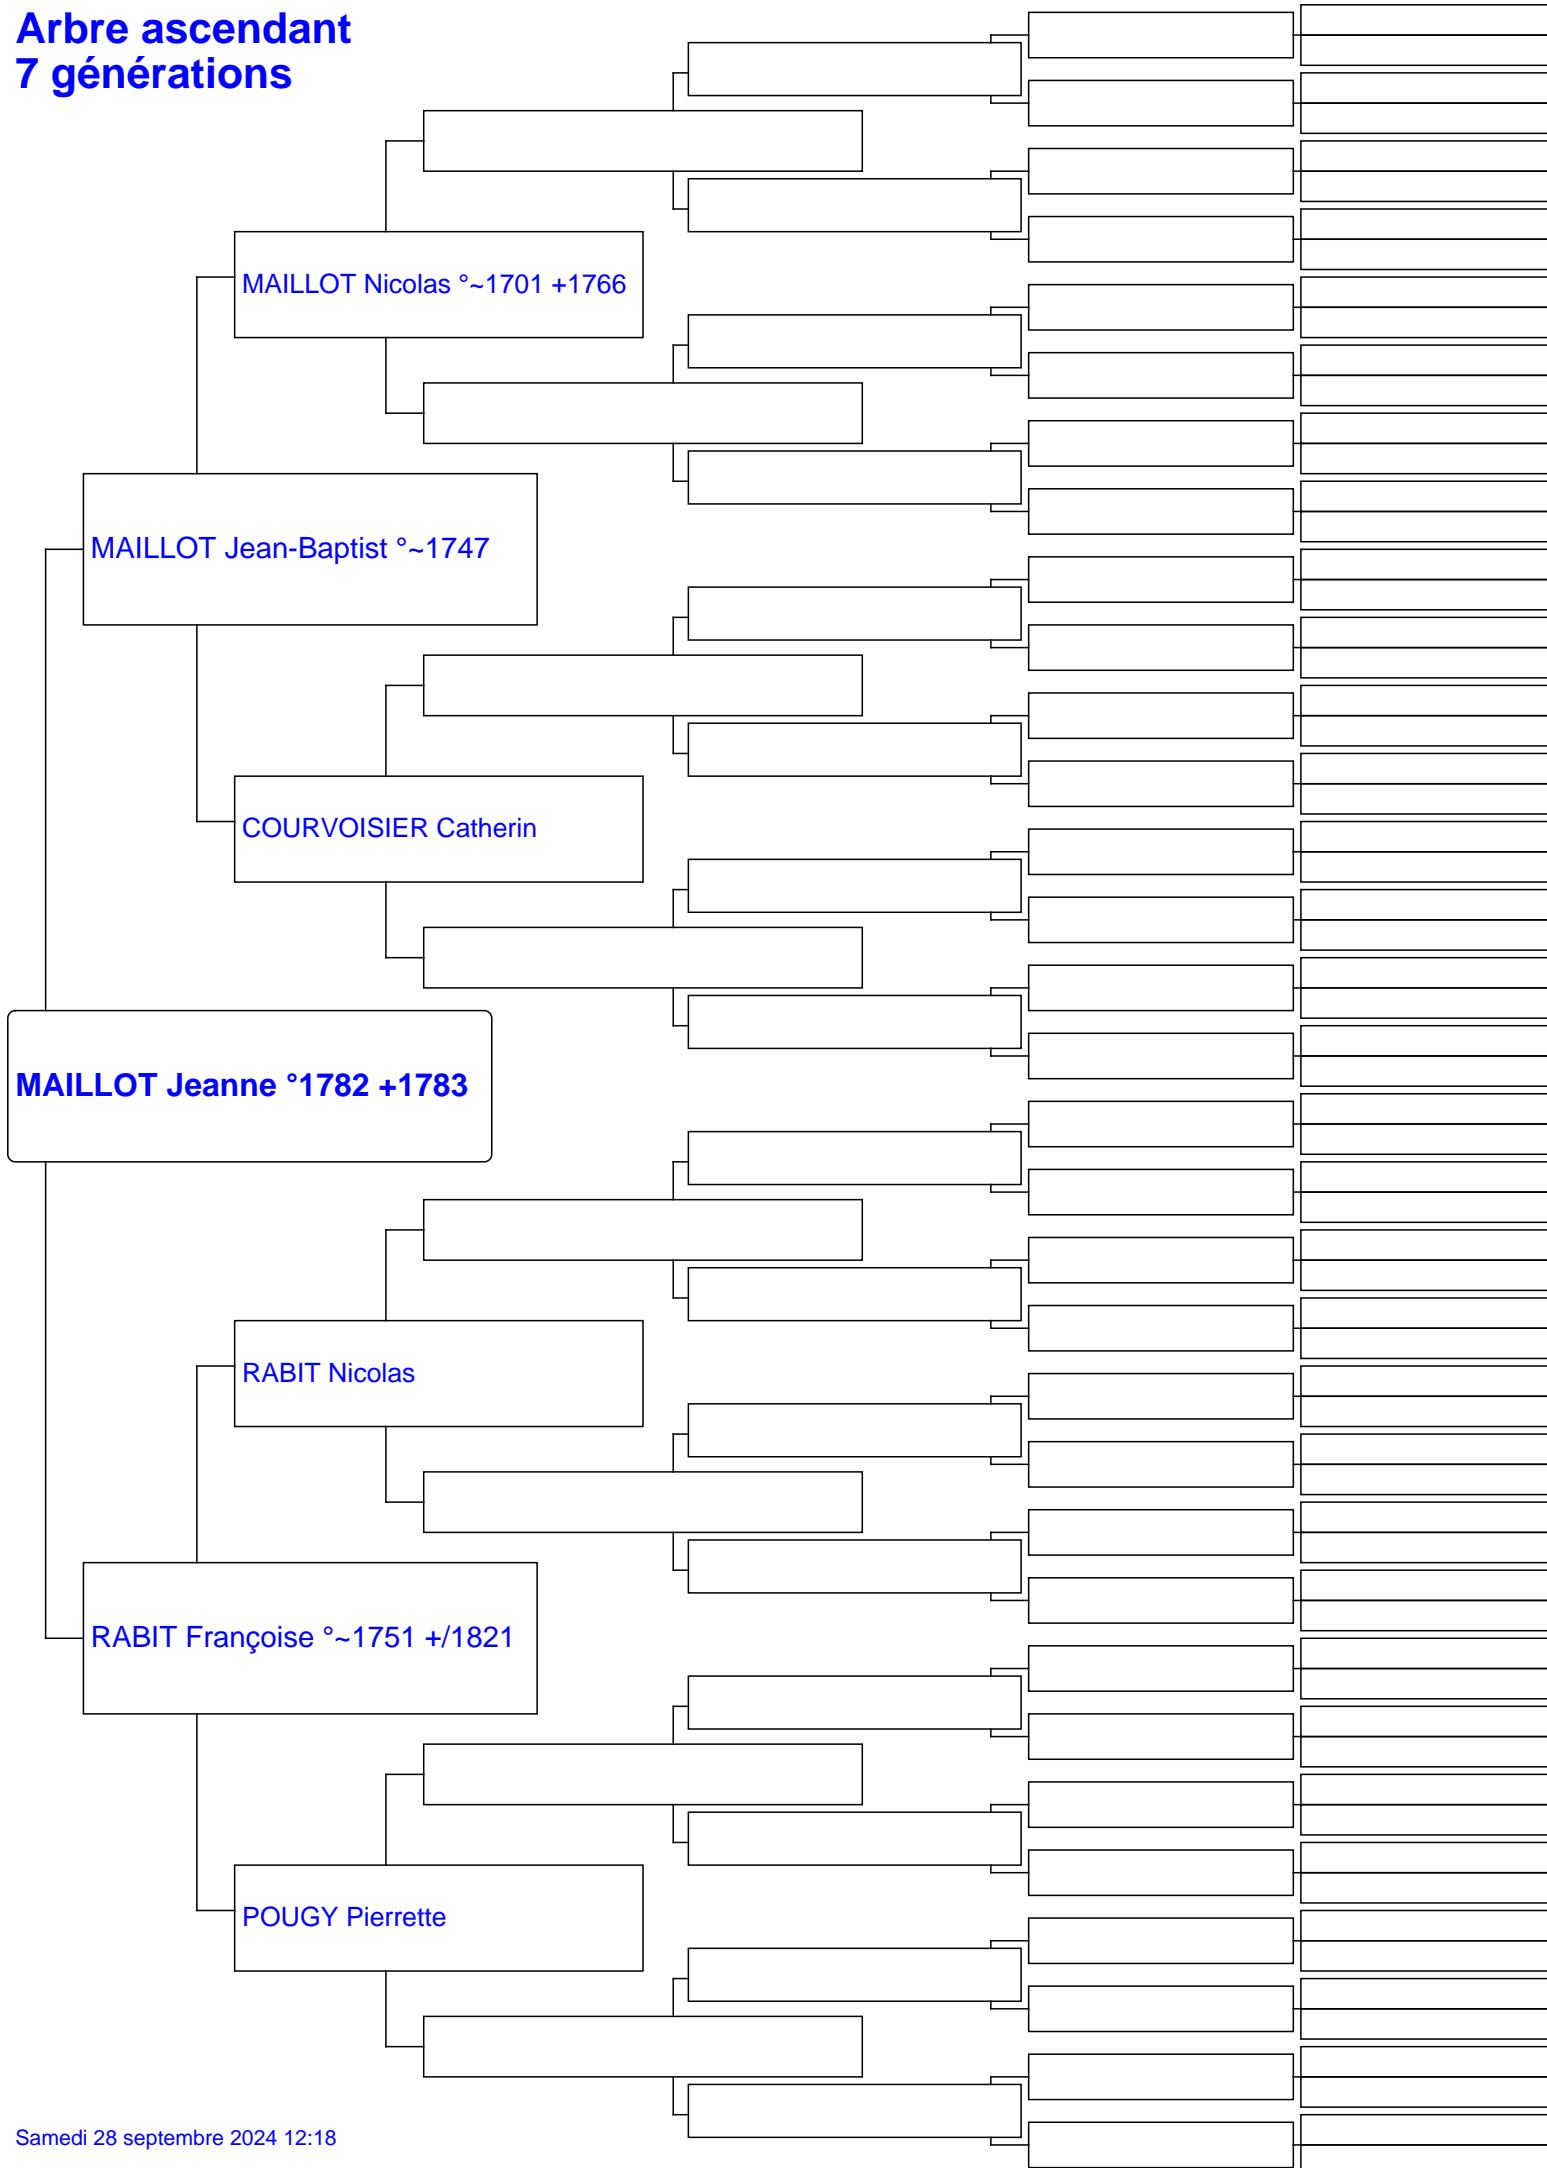 Arbre ascendant
7 générations
MAILLOT Nicolas °~1701 +1766
MAILLOT Jean-Baptist °~1747
COURVOISIER Catherin
MAILLOT Jeanne °1782 +1783
RABIT Nicolas
RABIT Françoise °~1751 +/1821
POUGY Pierrette
Samedi 28 septembre 2024 12:18